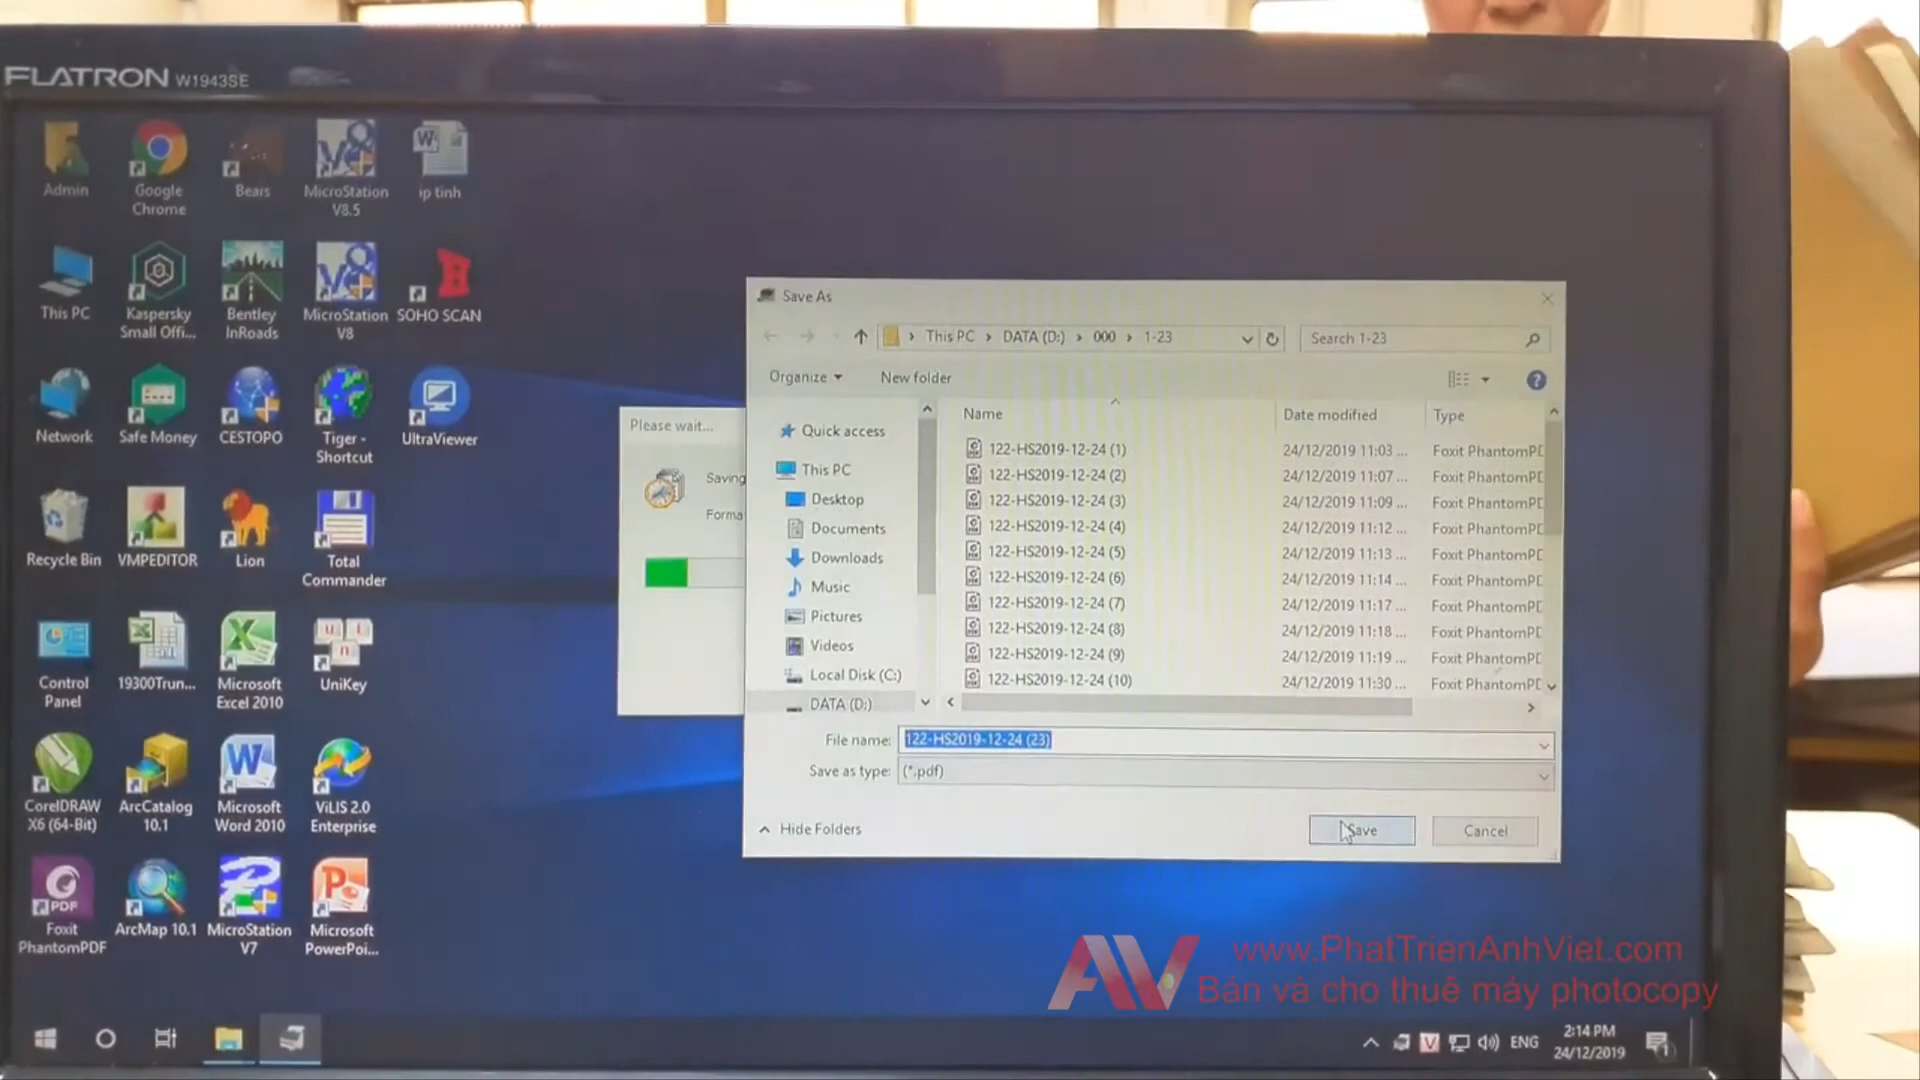 FLATRON W1943SE
Admin
Google
Chrome
Bears
MicroStation
V8.5
ip tinh
This PC
Kaspersky
Small Offi...
Bentley
InRoads
MicroStation
V8
SOHO SCAN
Network
Safe Money
CESTOPO
Tiger -
Shortcut
UltraViewer
Recycle Bin
VMPEDITOR
Lion
Total
Commander
Control
Panel
19300Trun...
Microsoft
Excel 2010
UniKey
CorelDRAW
X6 (64-Bit)
ArcCatalog
10.1
Microsoft
Word 2010
ViLIS 2.0
Enterprise
Foxit
PhantomPDF
ArcMap 10.1
MicroStation
V7
Microsoft
PowerPoi...
Please wait...
Saving
Forma
Save As
This PC > DATA (D:) > 000 > 1-23
Search 1-23
Organize
New folder
Quick access
This PC
Desktop
Documents
Downloads
Music
Pictures
Videos
Local Disk (C:)
DATA (D:)
Name Date modified Type
122-HS2019-12-24 (1) 24/12/2019 11:03 ... Foxit PhantomPD
122-HS2019-12-24 (2) 24/12/2019 11:07 ... Foxit PhantomPD
122-HS2019-12-24 (3) 24/12/2019 11:09 ... Foxit PhantomPD
122-HS2019-12-24 (4) 24/12/2019 11:12 ... Foxit PhantomPD
122-HS2019-12-24 (5) 24/12/2019 11:13 ... Foxit PhantomPD
122-HS2019-12-24 (6) 24/12/2019 11:14 ... Foxit PhantomPD
122-HS2019-12-24 (7) 24/12/2019 11:17 ... Foxit PhantomPD
122-HS2019-12-24 (8) 24/12/2019 11:18 ... Foxit PhantomPD
122-HS2019-12-24 (9) 24/12/2019 11:19 ... Foxit PhantomPD
122-HS2019-12-24 (10) 24/12/2019 11:30 ... Foxit PhantomPD
File name: 122-HS2019-12-24 (23)
Save as type: (*.pdf)
Hide Folders
Save
Cancel
AV
www.PhatTrienAnhViet.com
Bán và cho thuê máy photocopy
ENG
2:14 PM
24/12/2019